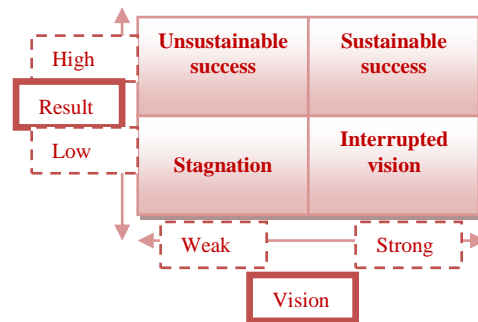 High
Result
Low
Unsustainable
success
Sustainable
success
Stagnation
Interrupted
vision
Weak
Strong
Vision